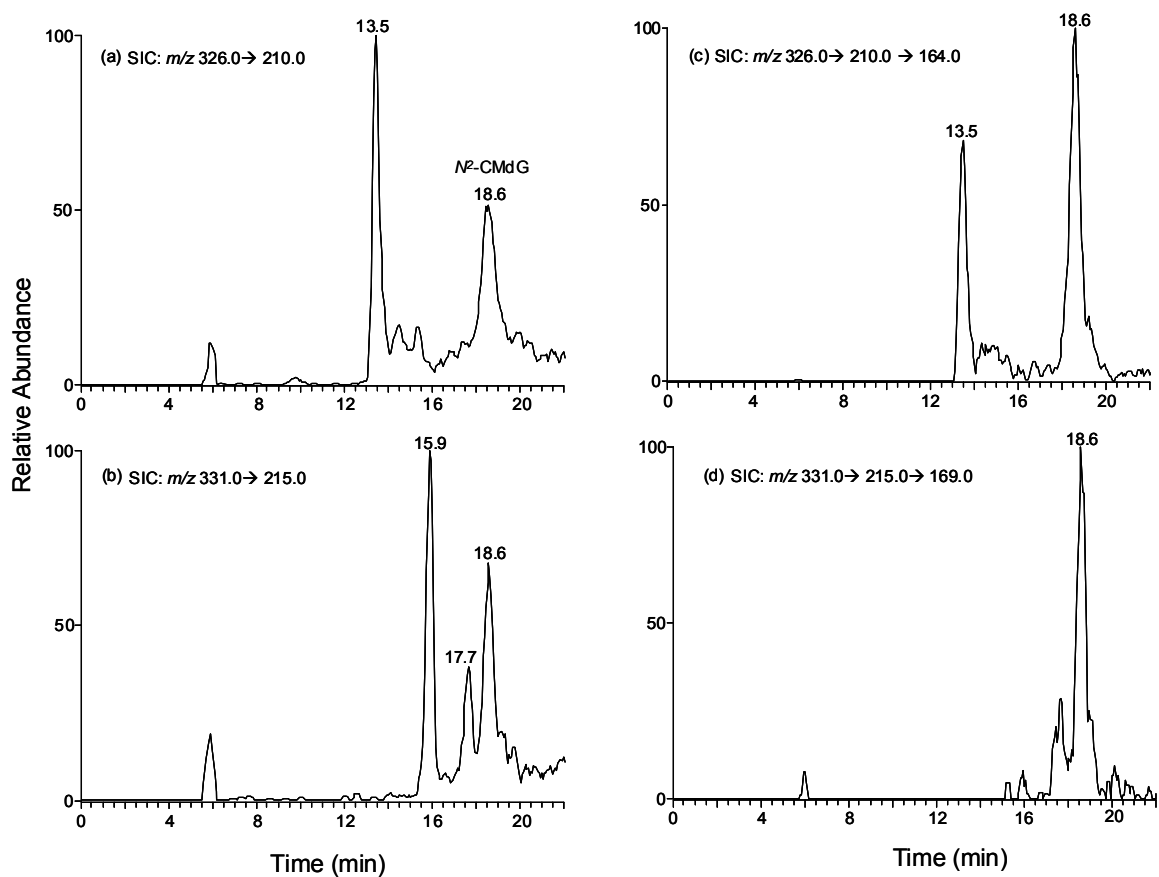 Relative Abundance
100
50
0
(a) SIC: m/z 326.0→ 210.0
13.5
N²-CMdG
18.6
0 4 8 12 16 20
100
50
0
(c) SIC: m/z 326.0→ 210.0 → 164.0
13.5
18.6
0 4 8 12 16 20
100
50
0
(b) SIC: m/z 331.0→ 215.0
15.9
17.7
18.6
0 4 8 12 16 20
Time (min)
100
50
0
(d) SIC: m/z 331.0→ 215.0→ 169.0
18.6
0 4 8 12 16 20
Time (min)